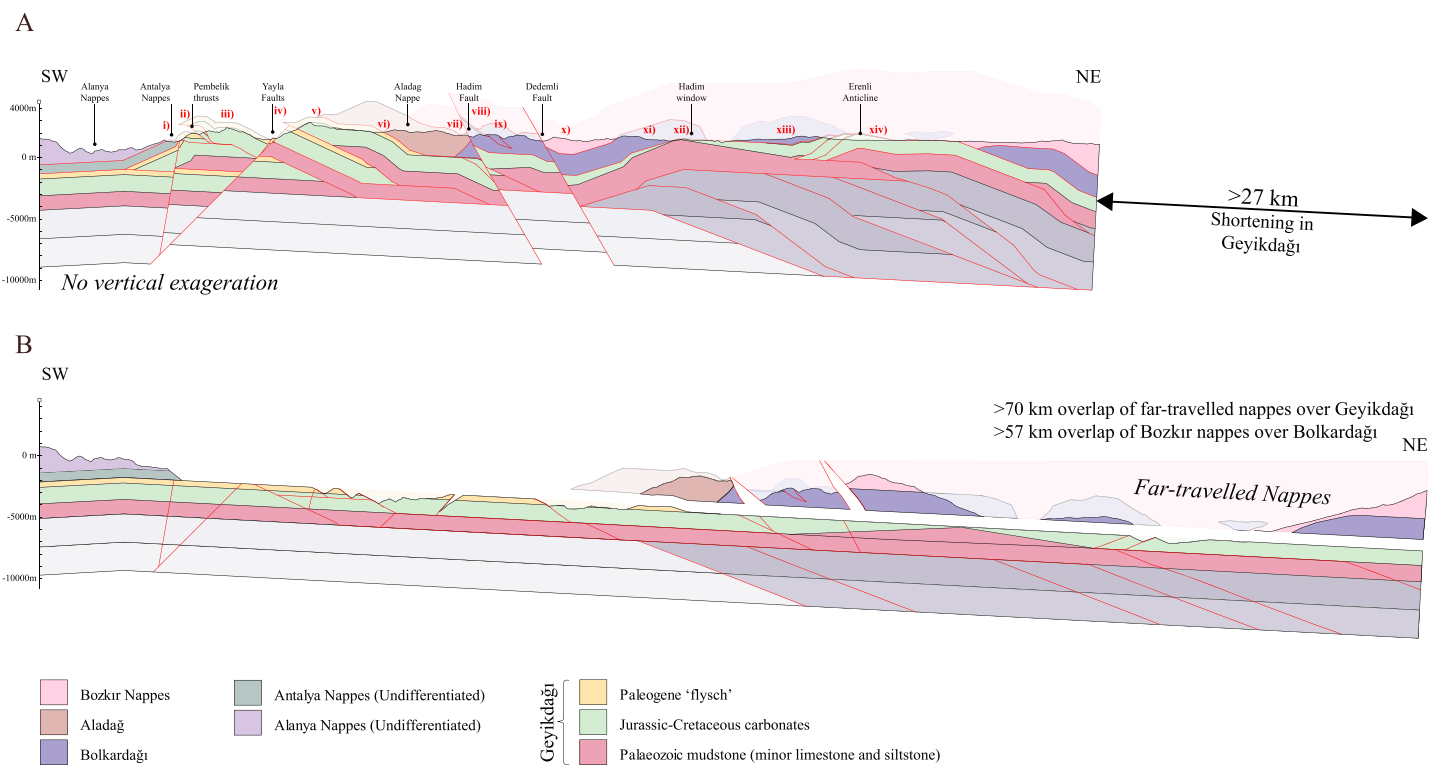 A
SW
NE
Alanya
Nappes
Antalya
Nappes
Pembelik
thrusts
Yayla
Faults
Aladag
Nappe
Hadim
Fault
Dedemli
Fault
Hadim
window
Erenli
Anticline
i)
ii)
iii)
iv)
v)
vi)
vii)
viii)
ix)
x)
xi)
xii)
xiii)
xiv)
4000m
0 m
-5000m
-10000m
No vertical exageration
>27 km
Shortening in
Geyikdağı
B
SW
>70 km overlap of far-travelled nappes over Geyikdağı
>57 km overlap of Bozkır nappes over Bolkardağı
NE
Far-travelled Nappes
0 m
-5000m
-10000m
Bozkır Nappes
Aladağ
Bolkardağı
Antalya Nappes (Undifferentiated)
Alanya Nappes (Undifferentiated)
Geyikdağı
Paleogene ‘flysch’
Jurassic-Cretaceous carbonates
Palaeozoic mudstone (minor limestone and siltstone)